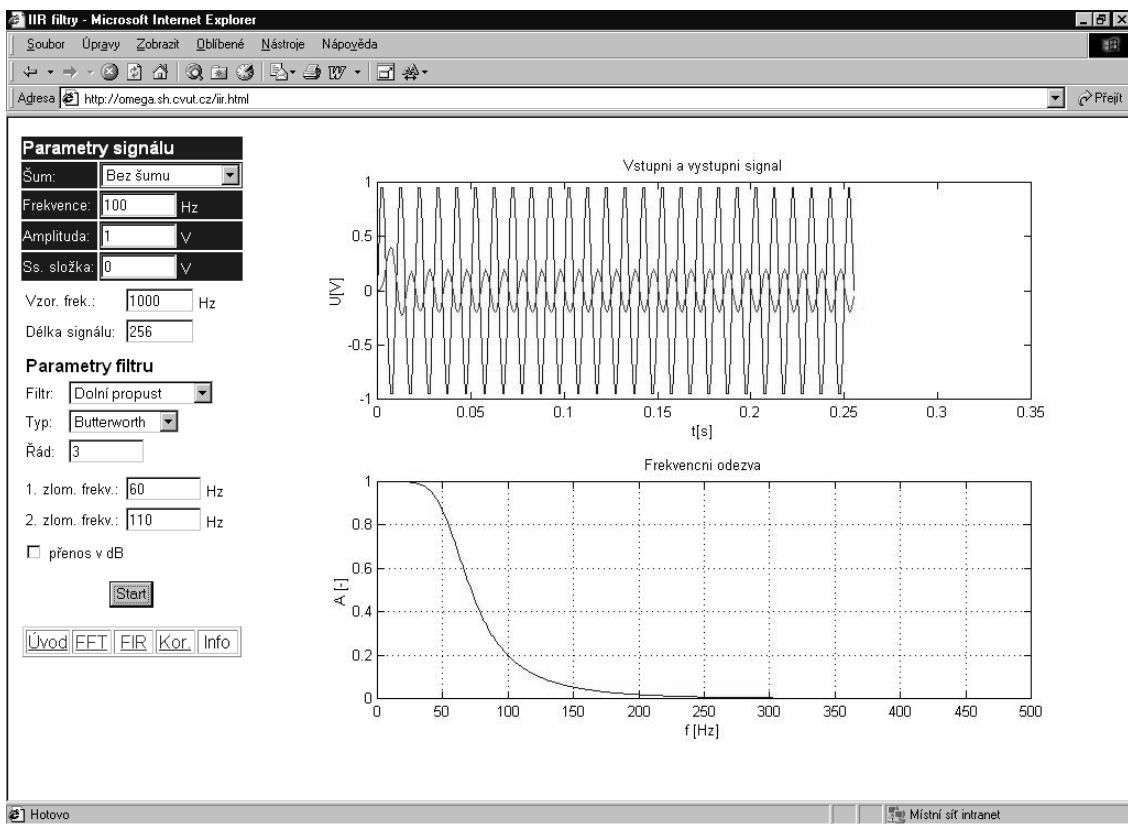 IIR filtry - Microsoft Internet Explorer
Soubor Úpravy Zobrazit Oblíbené Nástroje Nápověda
Adresa http://omega.sh.cvut.cz/iir.html Přejít
Parametry signálu
Šum: Bez šumu
Frekvence: 100 Hz
Amplituda: 1 V
Ss. složka: 0 V
Vzor. frek.: 1000 Hz
Délka signálu: 256
Parametry filtru
Filtr: Dolní propust
Typ: Butterworth
Řád: 3
1. zlom. frekv.: 60 Hz
2. zlom. frekv.: 110 Hz
přenos v dB
Start
Úvod FFT FIR Kor. Info
Vstupni a vystupni signal
1
0.5
0
-0.5
-1
U[V]
0 0.05 0.1 0.15 0.2 0.25 0.3 0.35
t[s]
Frekvencni odezva
1
0.8
0.6
0.4
0.2
0
A [-]
0 50 100 150 200 250 300 350 400 450 500
f [Hz]
Hotovo
Místní síť intranet